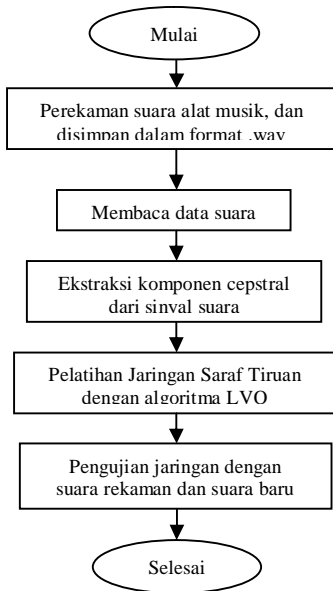 Mulai
Perekaman suara alat musik, dan
disimpan dalam format .wav
Membaca data suara
Ekstraksi komponen cepstral
dari sinyal suara
Pelatihan Jaringan Saraf Tiruan
dengan algoritma LVQ
Pengujian jaringan dengan
suara rekaman dan suara baru
Selesai